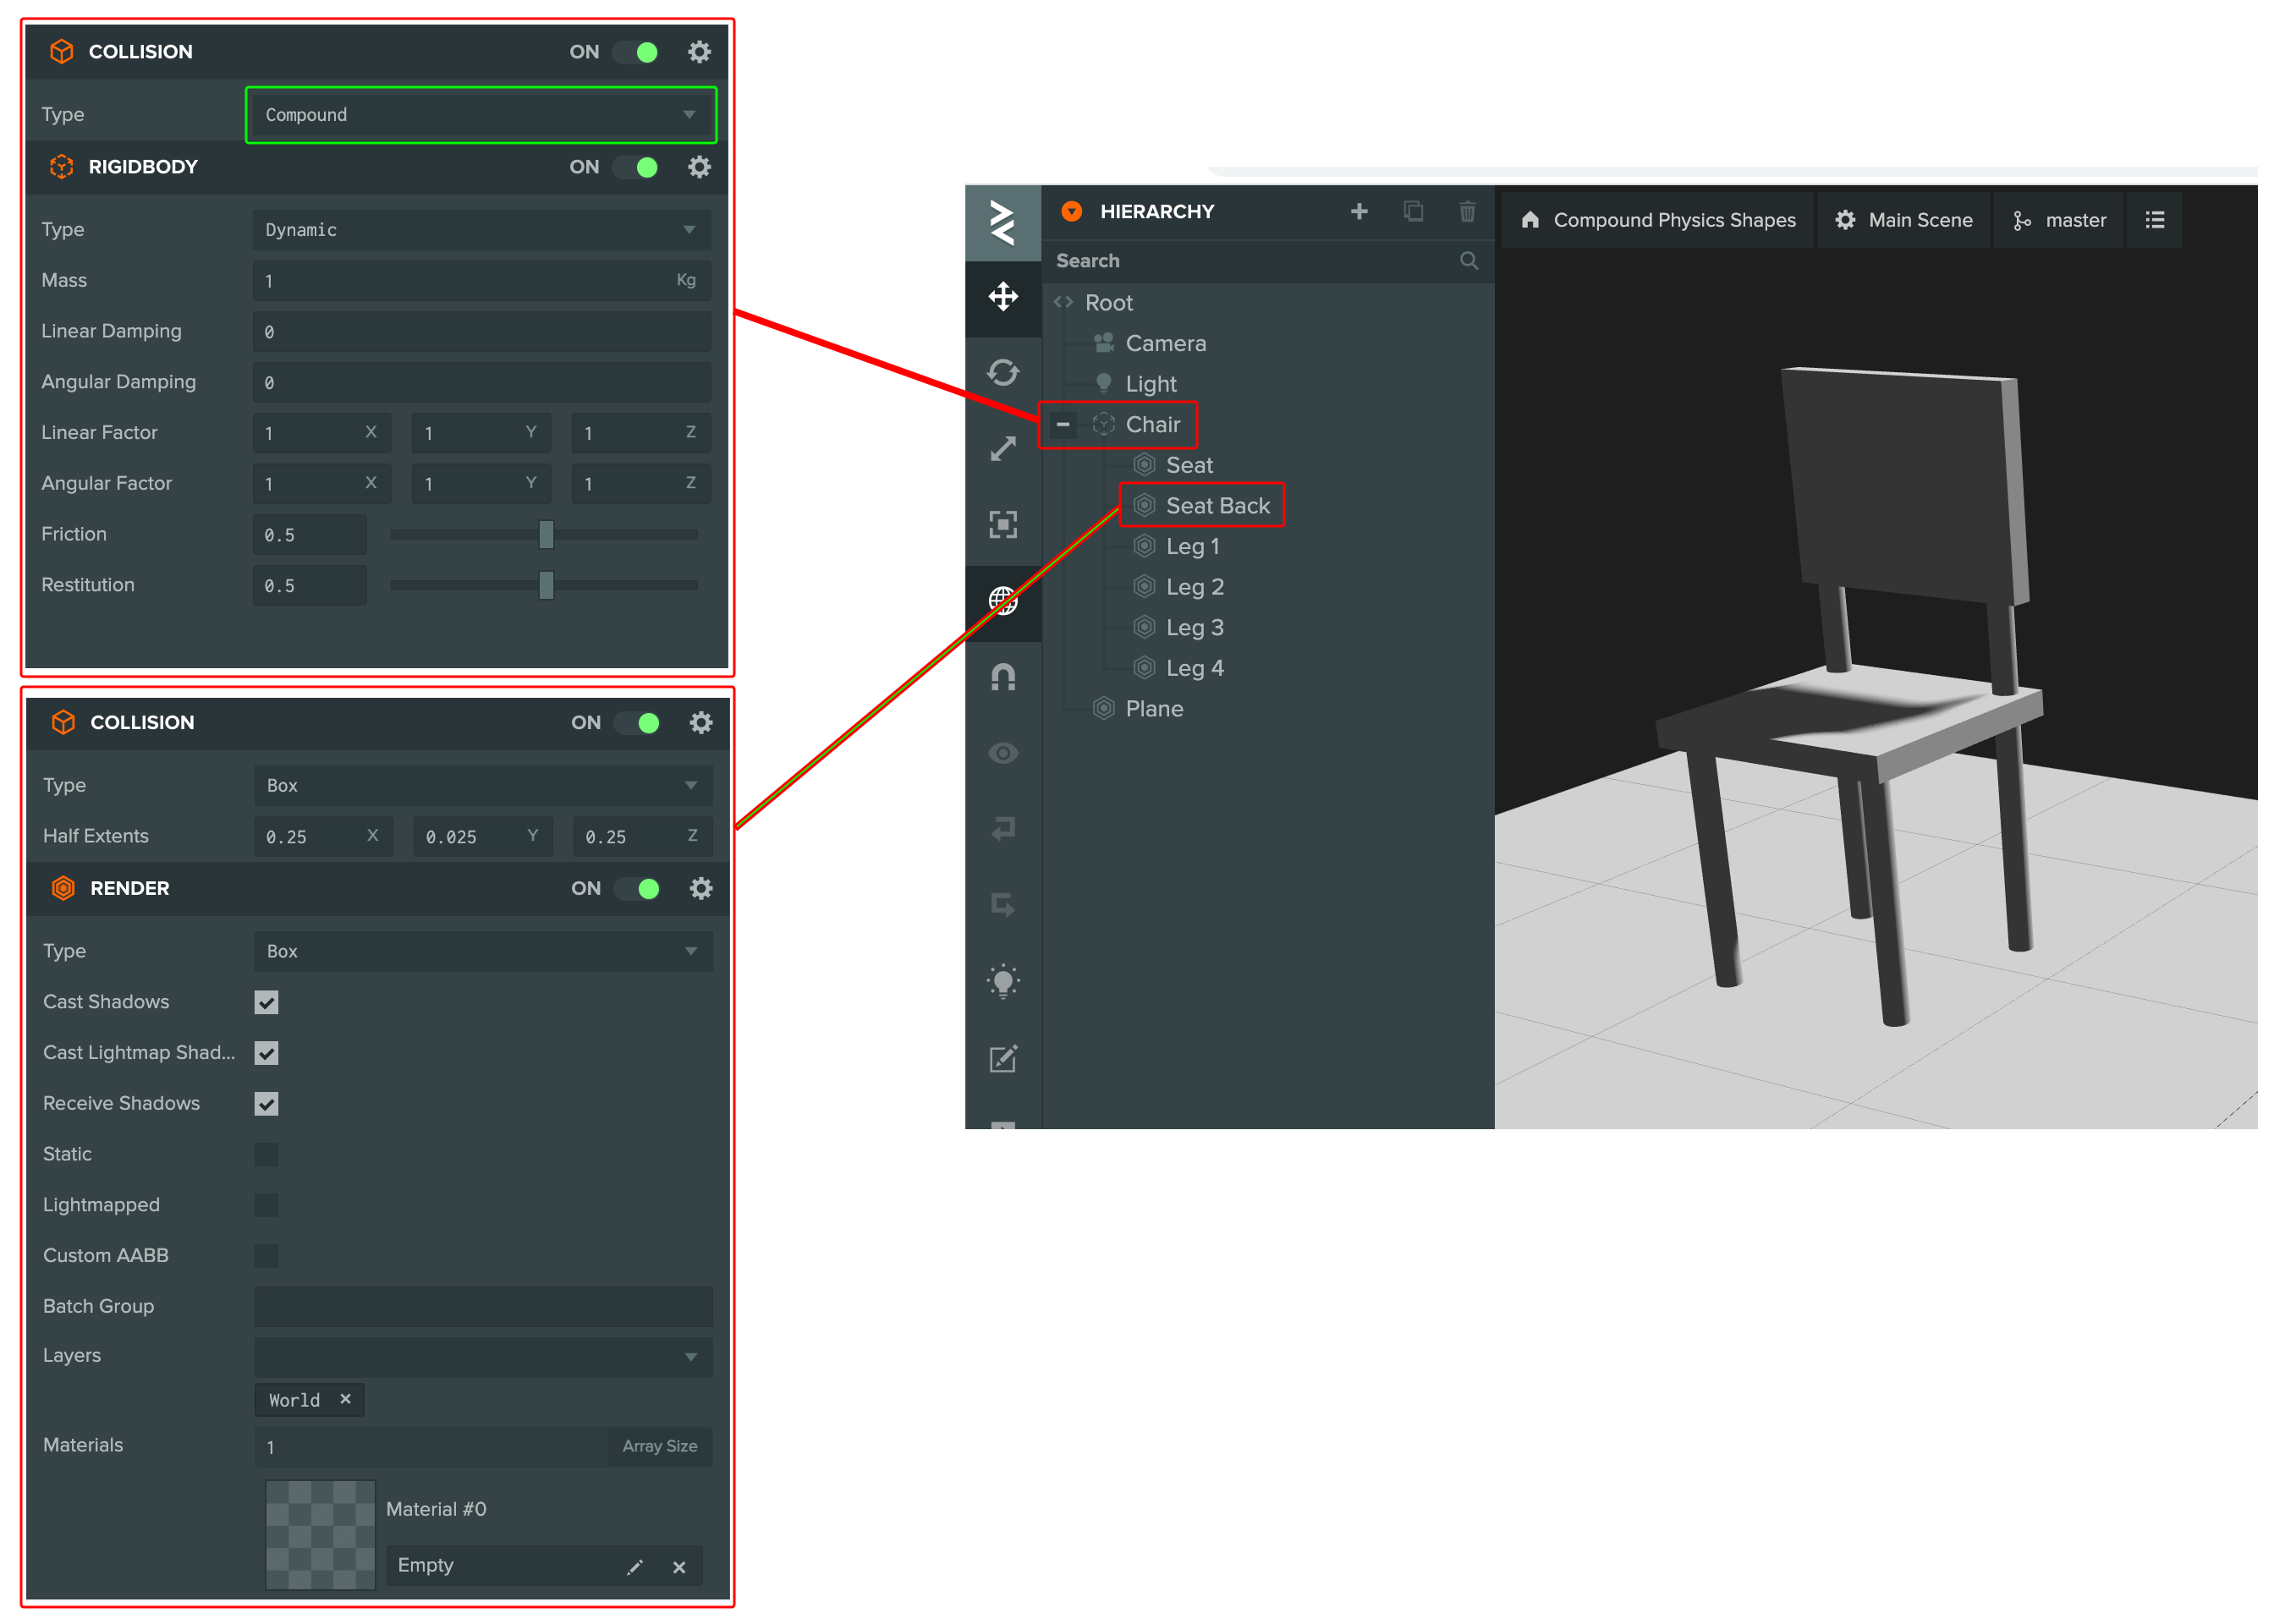 COLLISION ON
Type Compound
RIGIDBODY ON
Type Dynamic
Mass 1 Kg
Linear Damping 0
Angular Damping 0
Linear Factor 1 X 1 Y 1 Z
Angular Factor 1 X 1 Y 1 Z
Friction 0.5
Restitution 0.5
COLLISION ON
Type Box
Half Extents 0.25 X 0.025 Y 0.25 Z
RENDER ON
Type Box
Cast Shadows
Cast Lightmap Shad...
Receive Shadows
Static
Lightmapped
Custom AABB
Batch Group
Layers
World ×
Materials 1 Array Size
Material #0
Empty
HIERARCHY
Search
Root
Camera
Light
Chair
Seat
Seat Back
Leg 1
Leg 2
Leg 3
Leg 4
Plane
Compound Physics Shapes Main Scene master